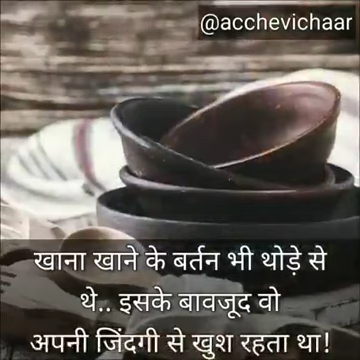 @acchevichaar
खाना खाने के बर्तन भी थोड़े से
थे.. इसके बावजूद वो
अपनी जिंदगी से खुश रहता था!